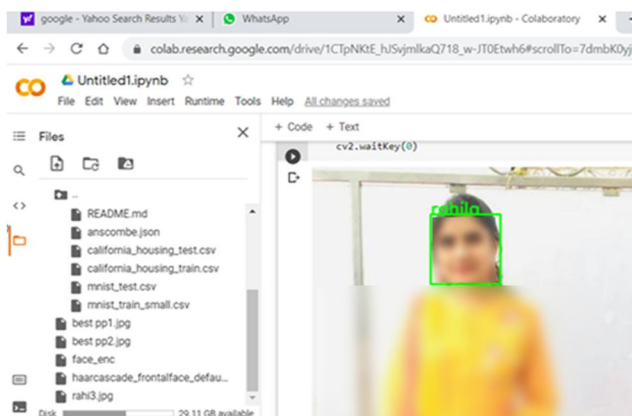 google - Yahoo Search Results Y
WhatsApp
Untitled1.ipynb - Colaboratory
colab.research.google.com/drive/1CTpNKtE_hJSvjmlkaQ718_w-JT0Etwh6#scrollTo=7dmbK0yj
Untitled1.ipynb
File Edit View Insert Runtime Tools Help All changes saved
Files
+ Code + Text
cv2.waitKey(0)
..
README.md
anscombe.json
california_housing_test.csv
california_housing_train.csv
mnist_test.csv
mnist_train_small.csv
best pp1.jpg
best pp2.jpg
face_enc
haarcascade_frontalface_defau...
rahi3.jpg
Disk 29.11 GB available
rahila